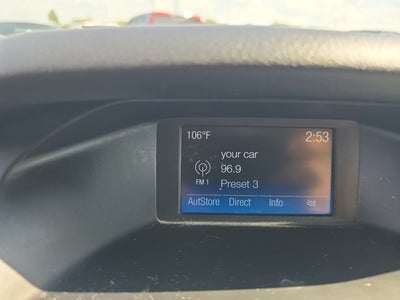 106°F 2:53
your car
96.9
FM 1 Preset 3
AutStore Direct Info